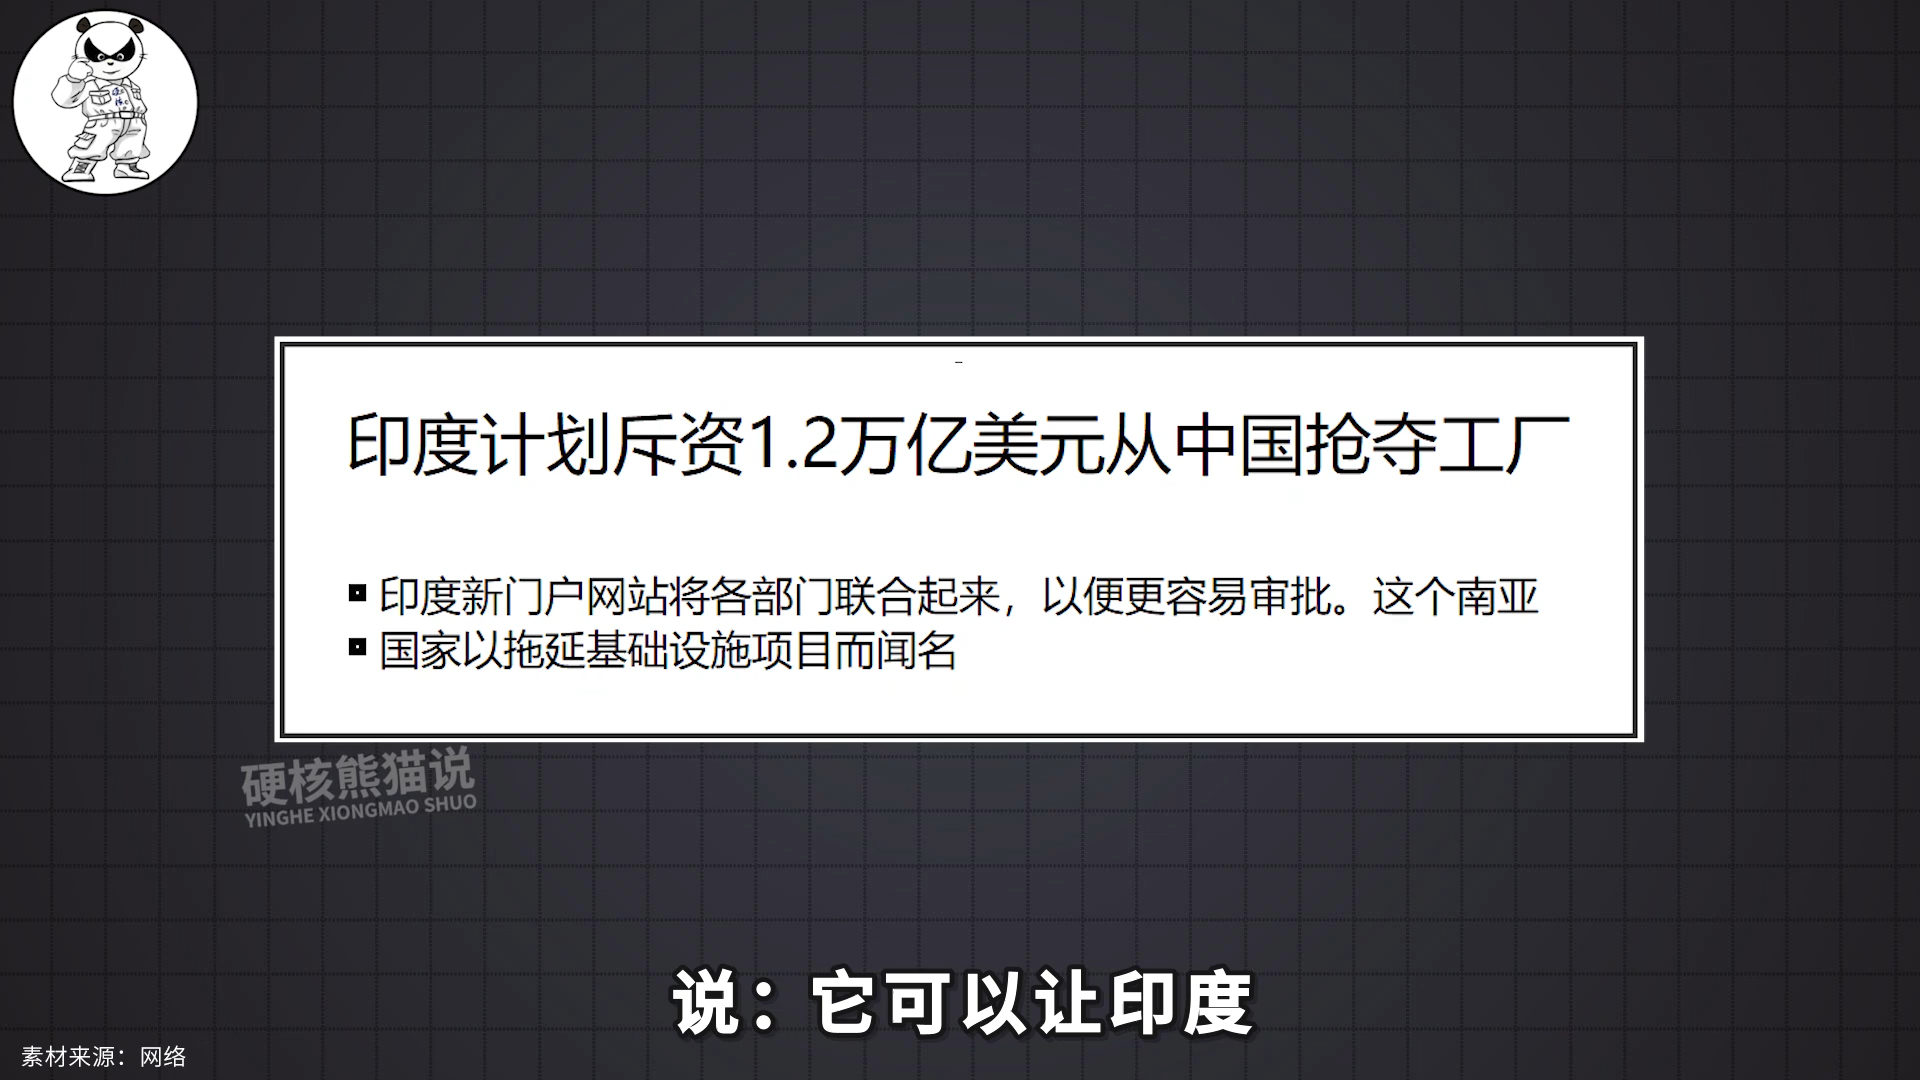 印度计划斥资1.2万亿美元从中国抢夺工厂
印度新门户网站将各部门联合起来，以便更容易审批。这个南亚
国家以拖延基础设施项目而闻名
硬核熊猫说
YINGHE XIONGMAO SHUO
说：它可以让印度
素材来源：网络